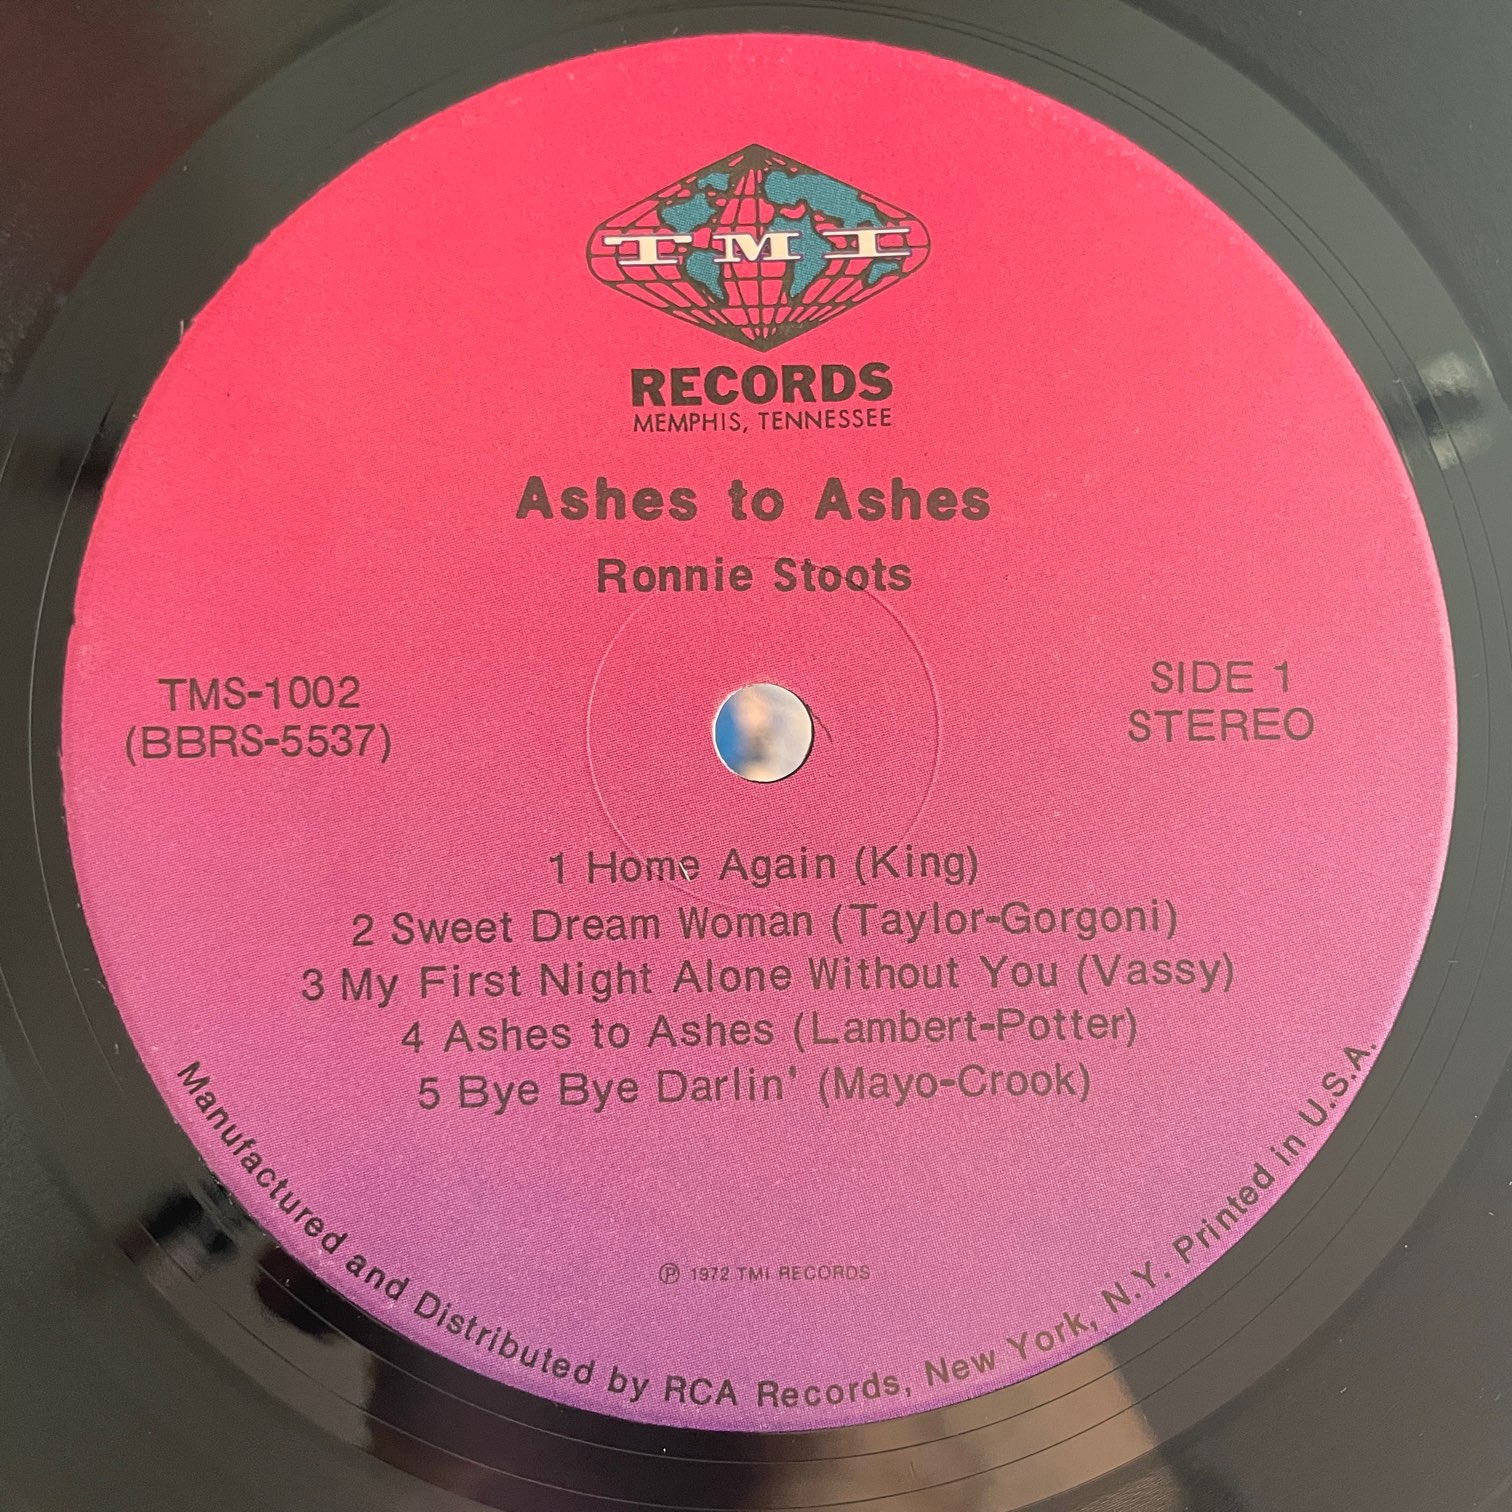 TMI
RECORDS
MEMPHIS, TENNESSEE
Ashes to Ashes
Ronnie Stoots
TMS-1002
(BBRS-5537)
SIDE 1
STEREO
1 Home Again (King)
2 Sweet Dream Woman (Taylor-Gorgoni)
3 My First Night Alone Without You (Vassy)
4 Ashes to Ashes (Lambert-Potter)
5 Bye Bye Darlin' (Mayo-Crook)
℗ 1972 TMI RECORDS
Manufactured and Distributed by RCA Records, New York, N.Y. Printed in U.S.A.